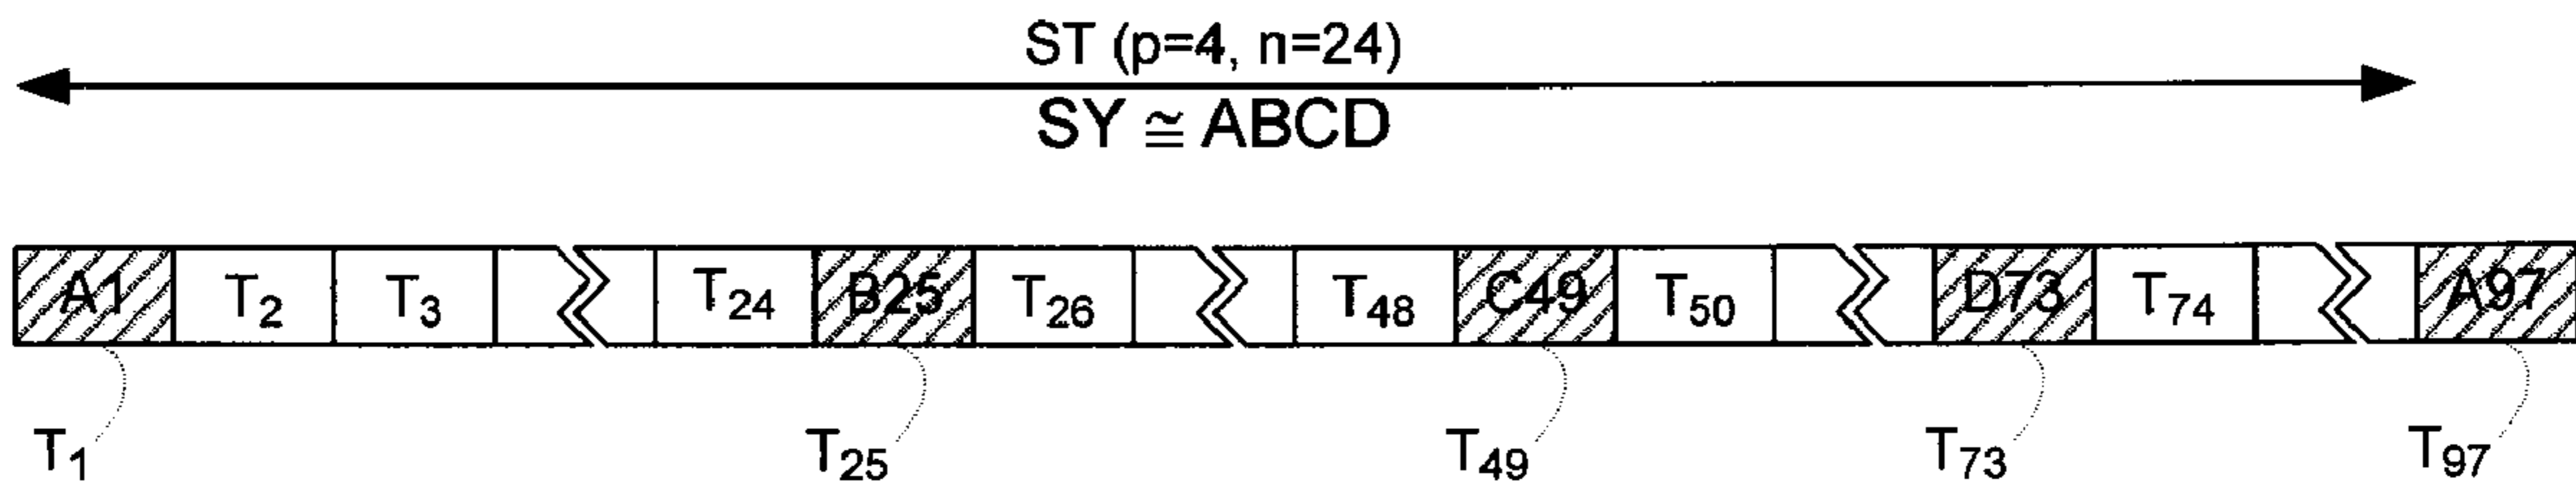 ST (p=4, n=24)
SY ≅ ABCD
A1 T₂ T₃ T₂₄ B25 T₂₆ T₄₈ C49 T₅₀ D73 T₇₄ A97
T₁ T₂₅ T₄₉ T₇₃ T₉₇